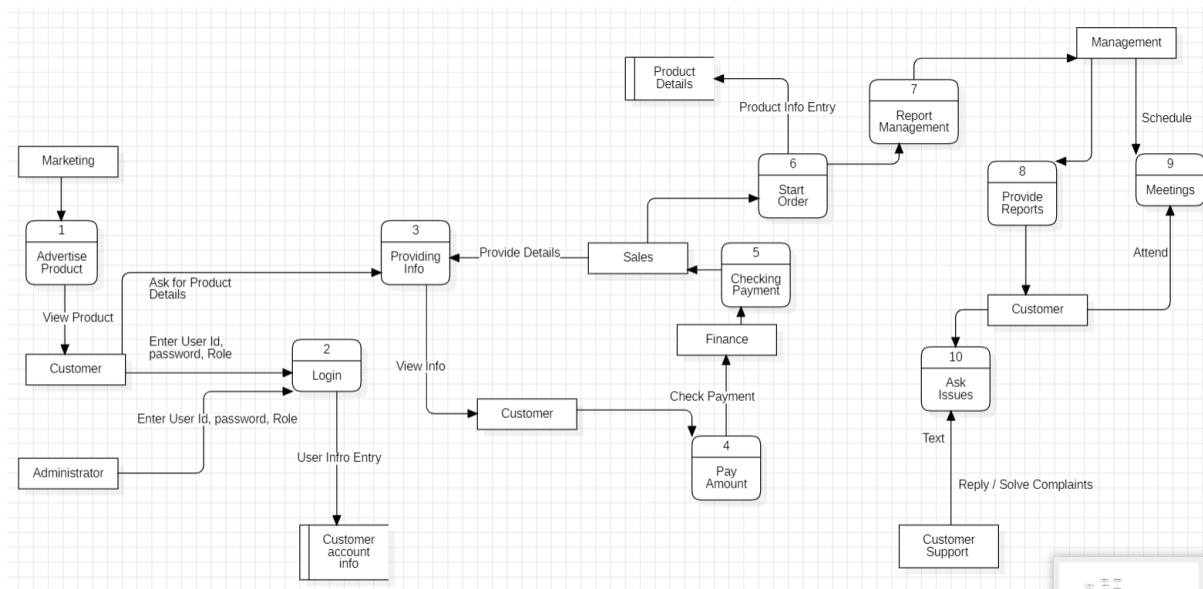 Management
Product
Details
7
Product Info Entry
Report
Management
Schedule
Marketing
6
Start
Order
8
Provide
Reports
9
Meetings
1
Advertise
Product
3
Providing
Info
Provide Details
Sales
5
Checking
Payment
Attend
Ask for Product
Details
View Product
Customer
Finance
Customer
Enter User Id,
password, Role
2
Login
View Info
10
Ask
Issues
Customer
Check Payment
Enter User Id, password, Role
4
Pay
Amount
Text
User Infro Entry
Administrator
Reply / Solve Complaints
Customer
account
info
Customer
Support